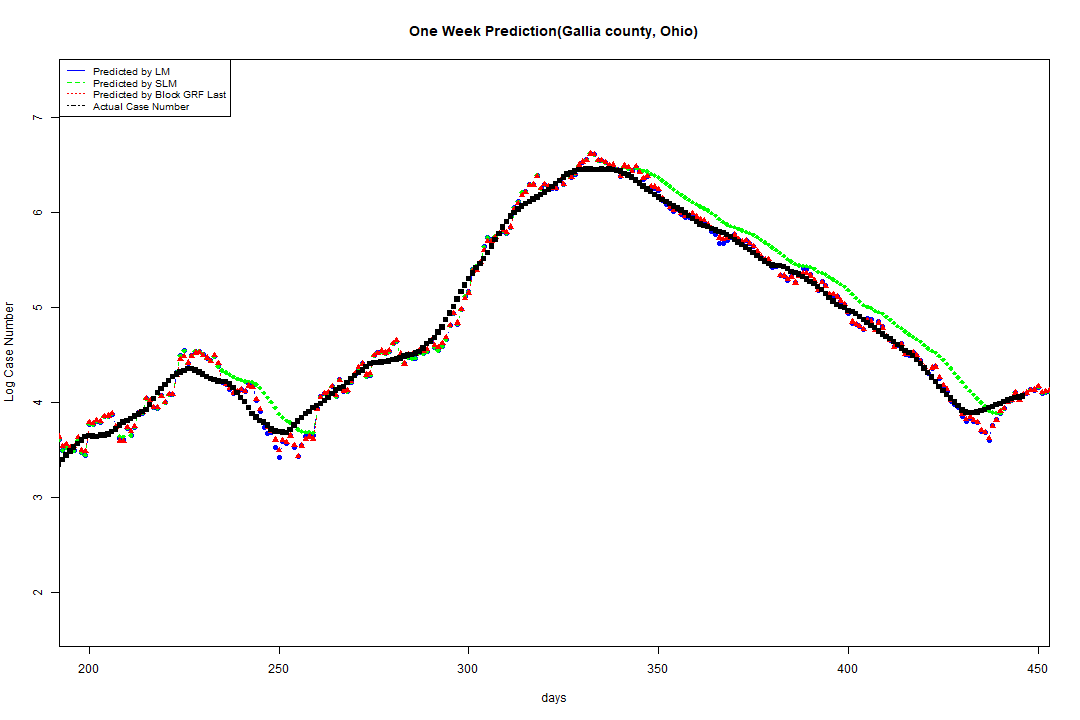 One Week Prediction(Gallia county, Ohio)
Predicted by LM
Predicted by SLM
Predicted by Block GRF Last
Actual Case Number
Log Case Number
7
6
5
4
3
2
200 250 300 350 400 450
days